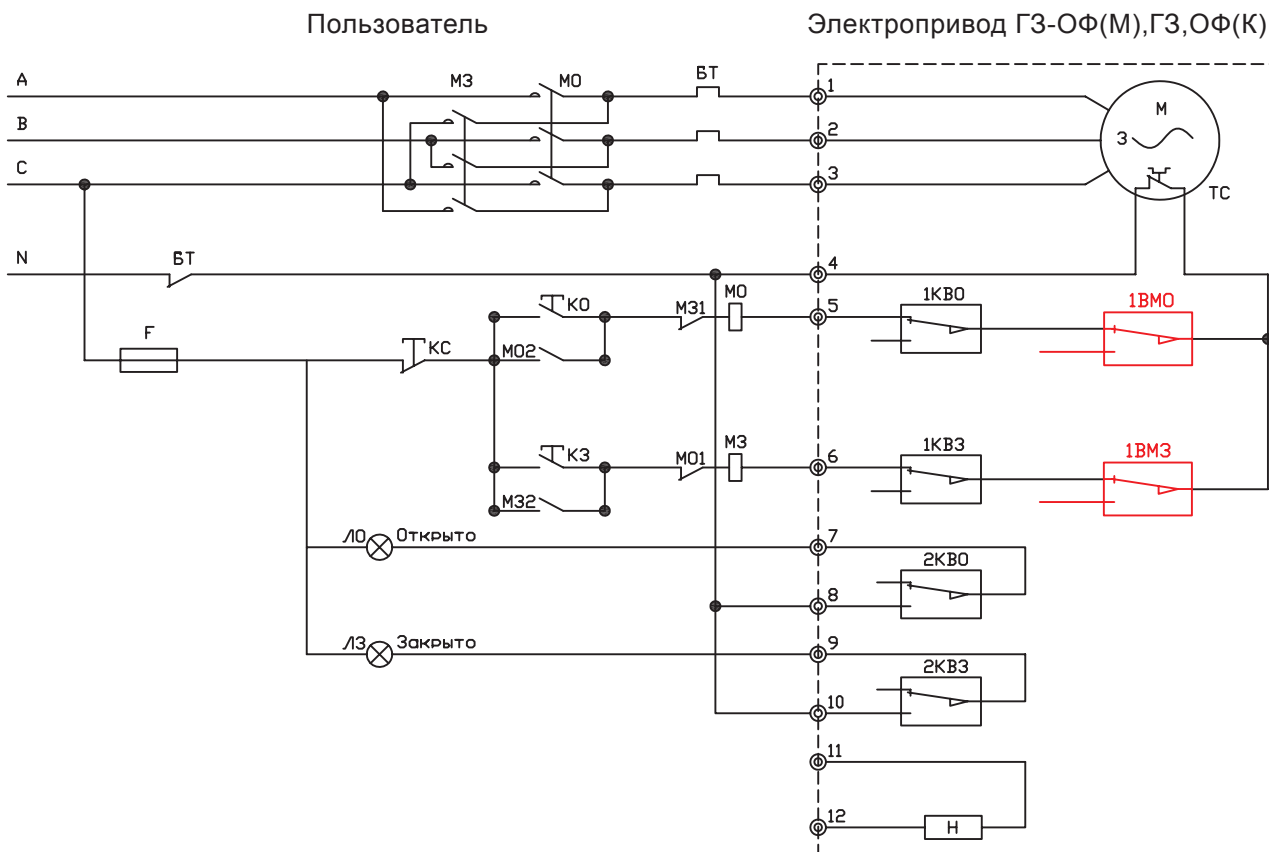 Пользователь
Электропривод ГЗ-ОФ(М),ГЗ,ОФ(К)
A МЗ МО БТ 1
B 2
C 3
М
3
ТС
N БТ 4
КО МЗ1 МО 5 1КВО 1ВМО
F КС МО2
КЗ МО1 МЗ 6 1КВЗ 1ВМЗ
МЗ2
ЛО Открыто 7
2КВО
8
ЛЗ Закрыто 9
2КВЗ
10
11
12 Н